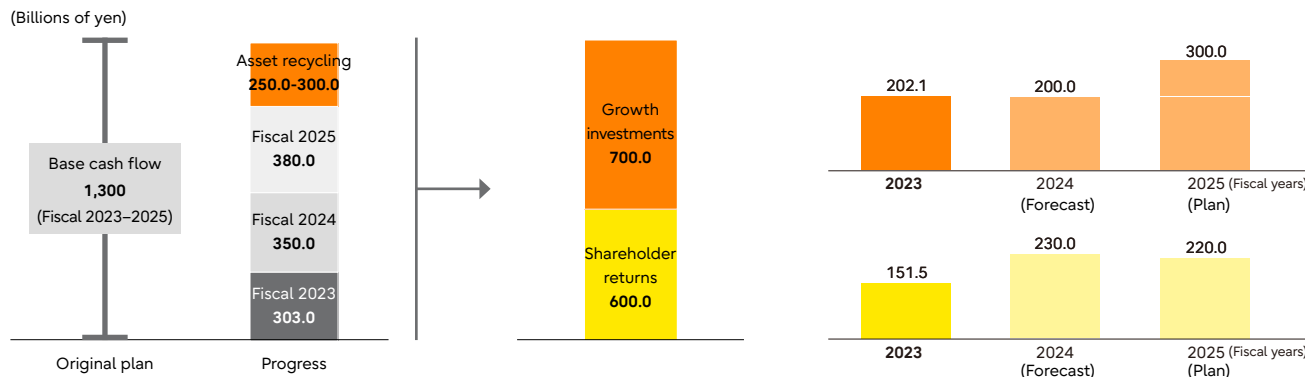 (Billions of yen)
Base cash flow
1,300
(Fiscal 2023–2025)
Original plan
Asset recycling
250.0-300.0
Fiscal 2025
380.0
Fiscal 2024
350.0
Fiscal 2023
303.0
Progress
Growth
investments
700.0
Shareholder
returns
600.0
202.1
200.0
300.0
2023
2024
(Forecast)
2025 (Fiscal years)
(Plan)
151.5
230.0
220.0
2023
2024
(Forecast)
2025 (Fiscal years)
(Plan)